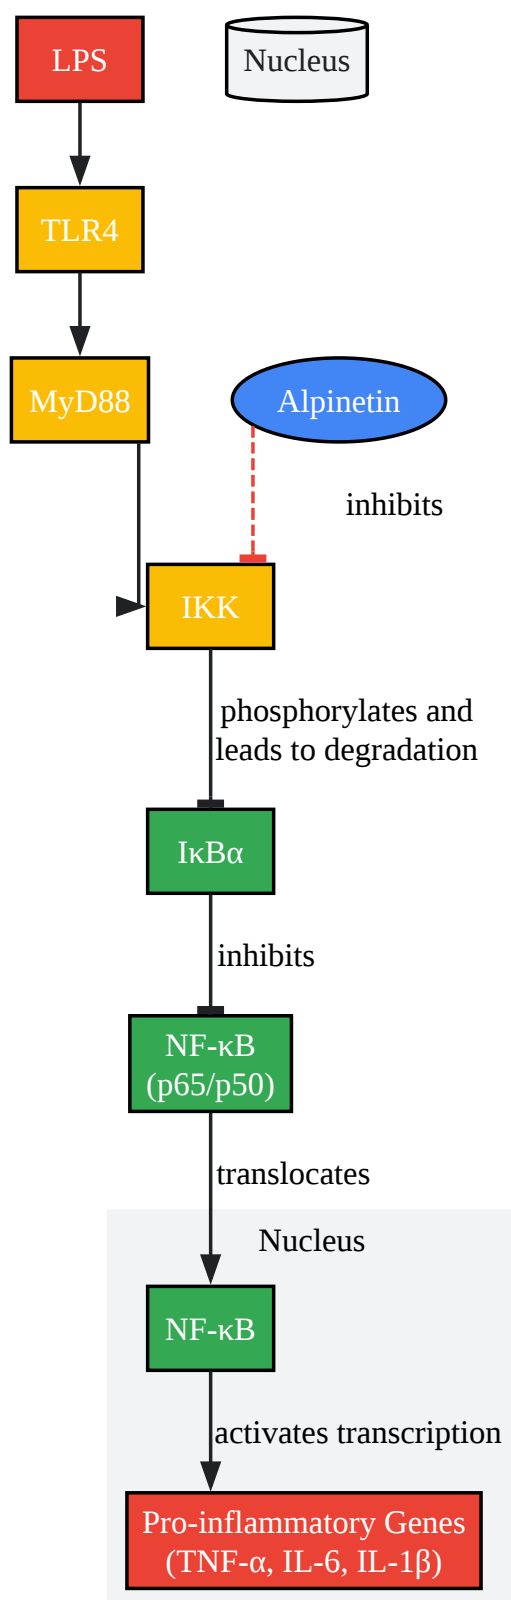 LPS
Nucleus
TLR4
MyD88
Alpinetin
inhibits
IKK
phosphorylates and
leads to degradation
IκBα
inhibits
NF-κB
(p65/p50)
translocates
Nucleus
NF-κB
activates transcription
Pro-inflammatory Genes
(TNF-α, IL-6, IL-1β)